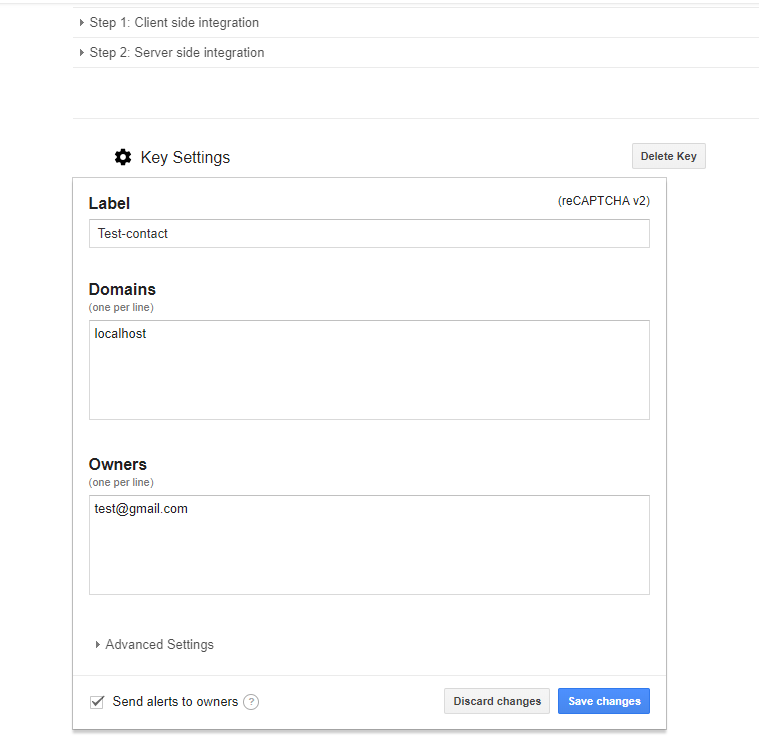 Step 1: Client side integration
Step 2: Server side integration
Key Settings
Delete Key
Label
(reCAPTCHA v2)
Test-contact
Domains
(one per line)
localhost
Owners
(one per line)
test@gmail.com
Advanced Settings
Send alerts to owners ?
Discard changes
Save changes